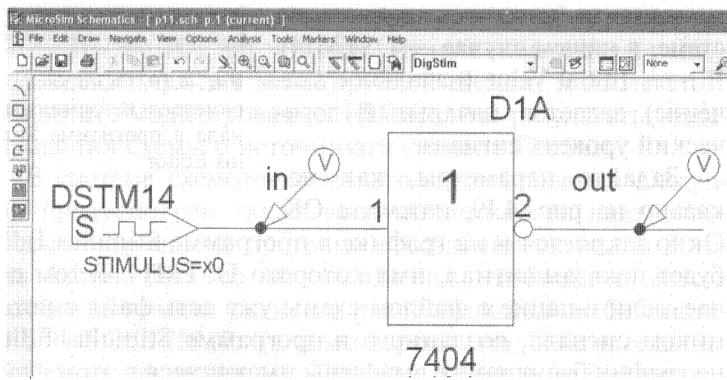 MicroSim Schematics - [ p11.sch p.1 (current) ]
File Edit Draw Navigate View Options Analysis Tools Markers Window Help
DigStim None
D1A
V V
DSTM14 in 1 out
S 1 2
STIMULUS=x0
7404